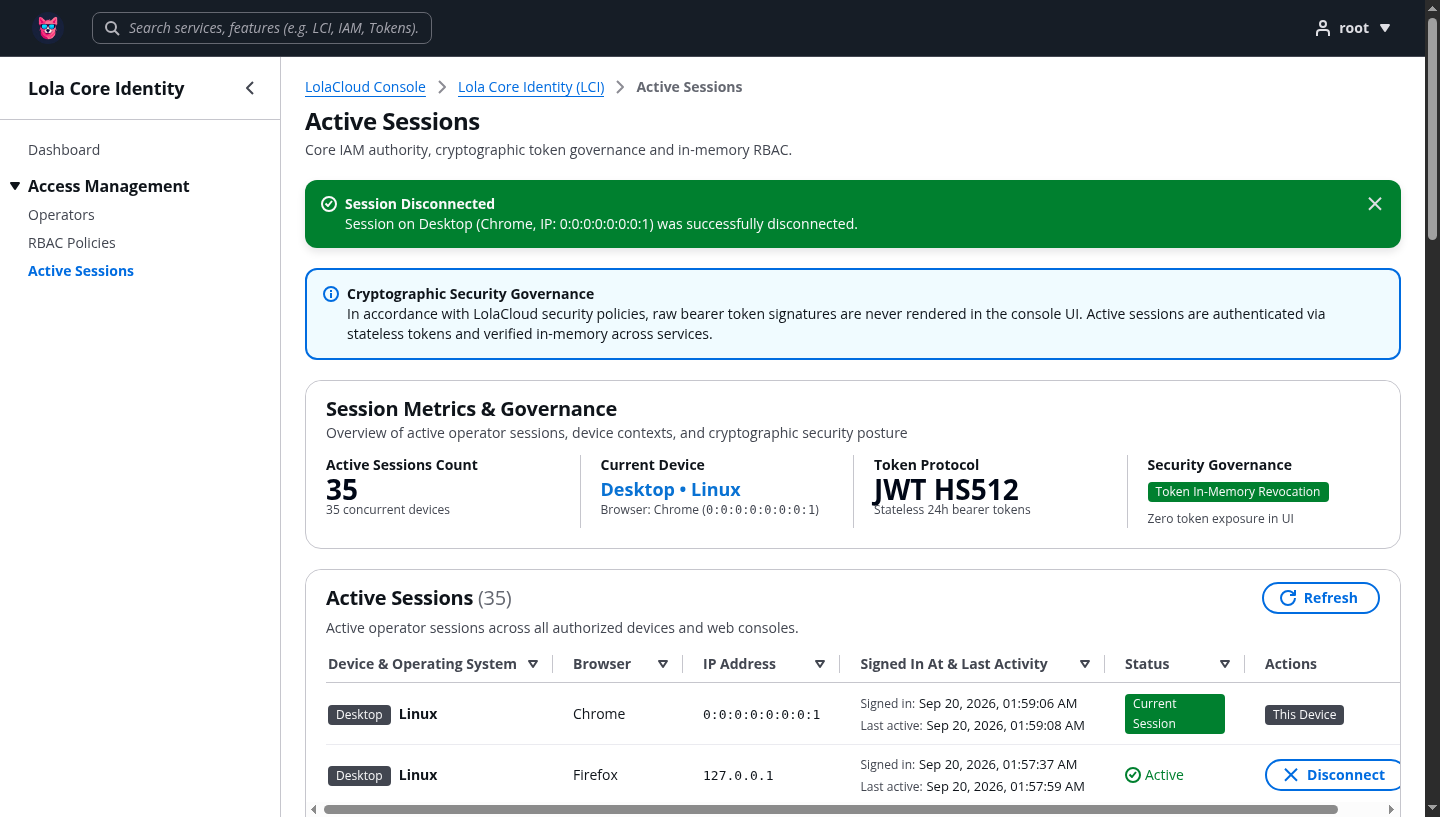 Search services, features (e.g. LCI, IAM, Tokens).
root
Lola Core Identity
Dashboard
Access Management
Operators
RBAC Policies
Active Sessions
LolaCloud Console > Lola Core Identity (LCI) > Active Sessions
Active Sessions
Core IAM authority, cryptographic token governance and in-memory RBAC.
Session Disconnected
Session on Desktop (Chrome, IP: 0:0:0:0:0:0:0:1) was successfully disconnected.
Cryptographic Security Governance
In accordance with LolaCloud security policies, raw bearer token signatures are never rendered in the console UI. Active sessions are authenticated via
stateless tokens and verified in-memory across services.
Session Metrics & Governance
Overview of active operator sessions, device contexts, and cryptographic security posture
Active Sessions Count
35
35 concurrent devices
Current Device
Desktop • Linux
Browser: Chrome (0:0:0:0:0:0:0:1)
Token Protocol
JWT HS512
Stateless 24h bearer tokens
Security Governance
Token In-Memory Revocation
Zero token exposure in UI
Active Sessions (35)
Refresh
Active operator sessions across all authorized devices and web consoles.
Device & Operating System Browser IP Address Signed In At & Last Activity Status Actions
Desktop Linux Chrome 0:0:0:0:0:0:0:1
Signed in: Sep 20, 2026, 01:59:06 AM
Last active: Sep 20, 2026, 01:59:08 AM
Current
Session
This Device
Desktop Linux Firefox 127.0.0.1
Signed in: Sep 20, 2026, 01:57:37 AM
Last active: Sep 20, 2026, 01:57:59 AM
Active
Disconnect